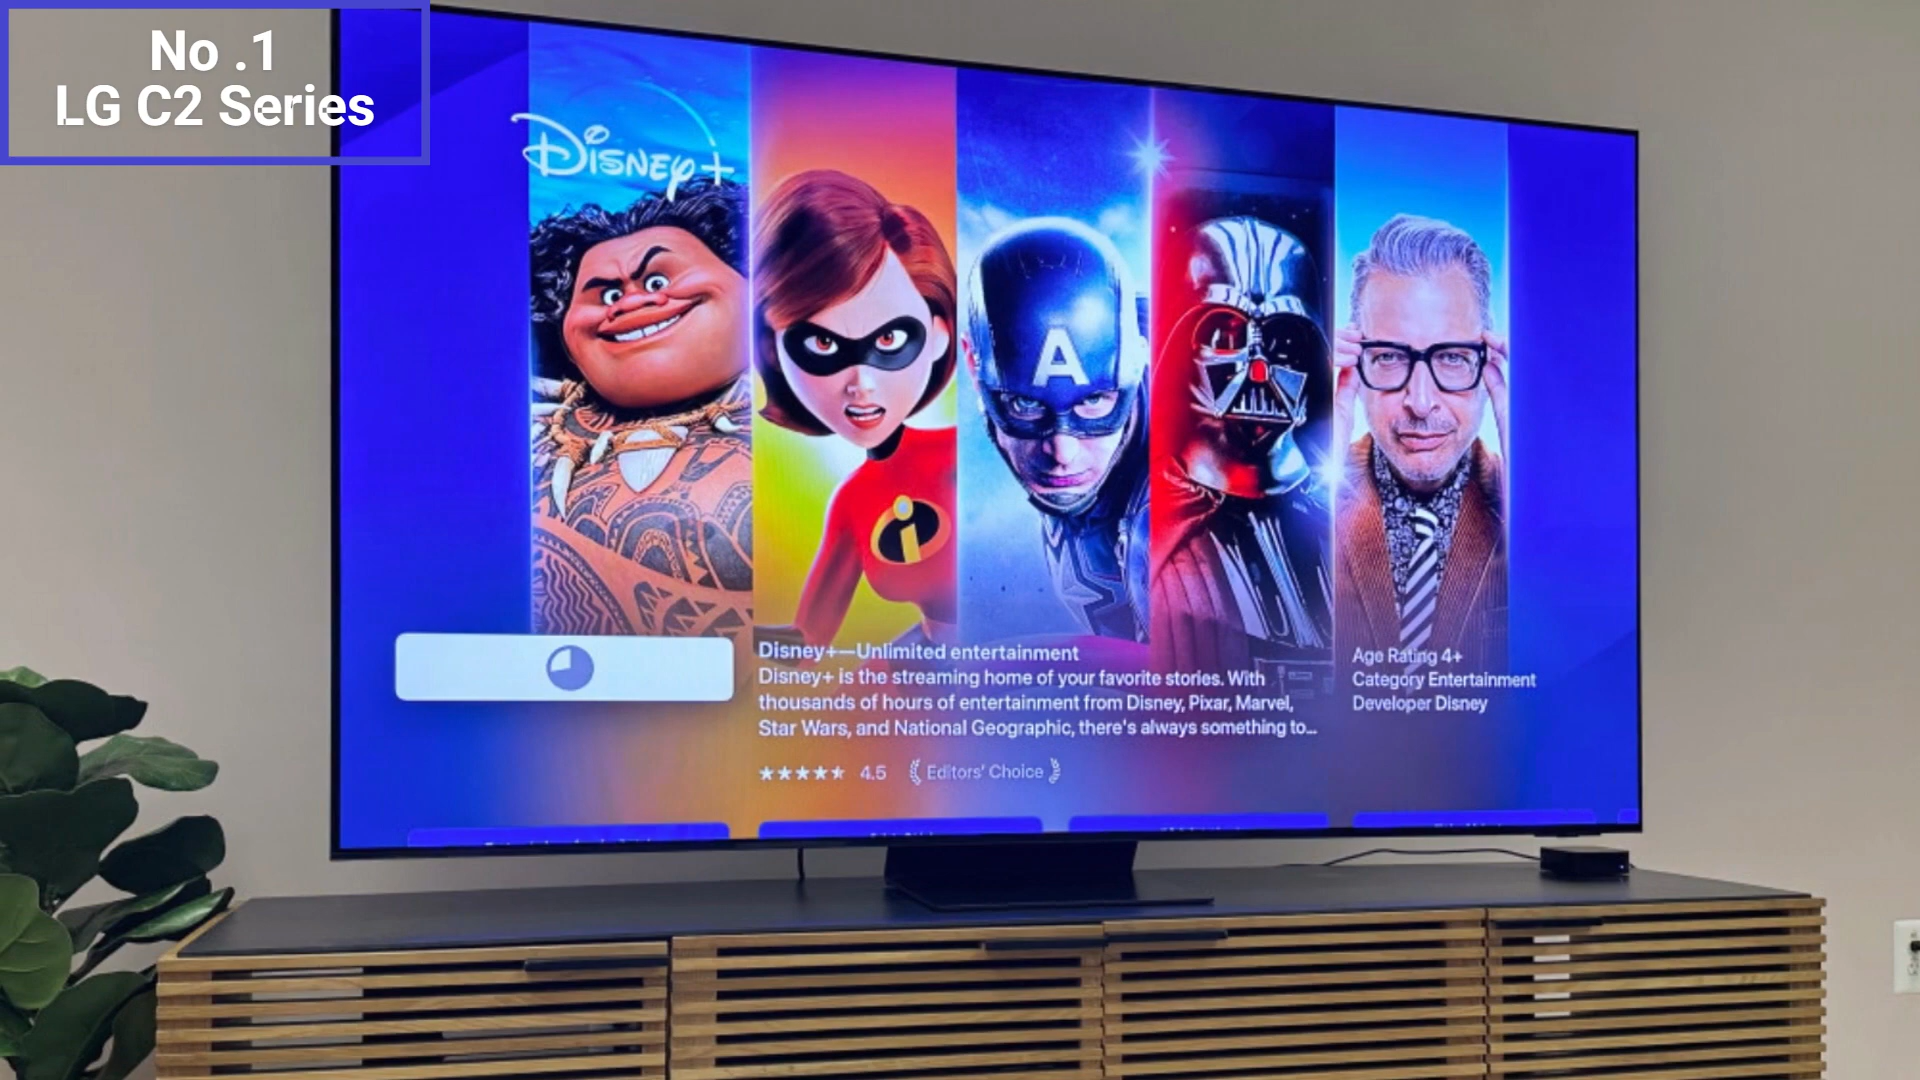 No .1
LG C2 Series
Disney+
A
i
Disney+—Unlimited entertainment
Disney+ is the streaming home of your favorite stories. With
thousands of hours of entertainment from Disney, Pixar, Marvel,
Star Wars, and National Geographic, there's always something to...
4.5 Editors' Choice
Age Rating 4+
Category Entertainment
Developer Disney